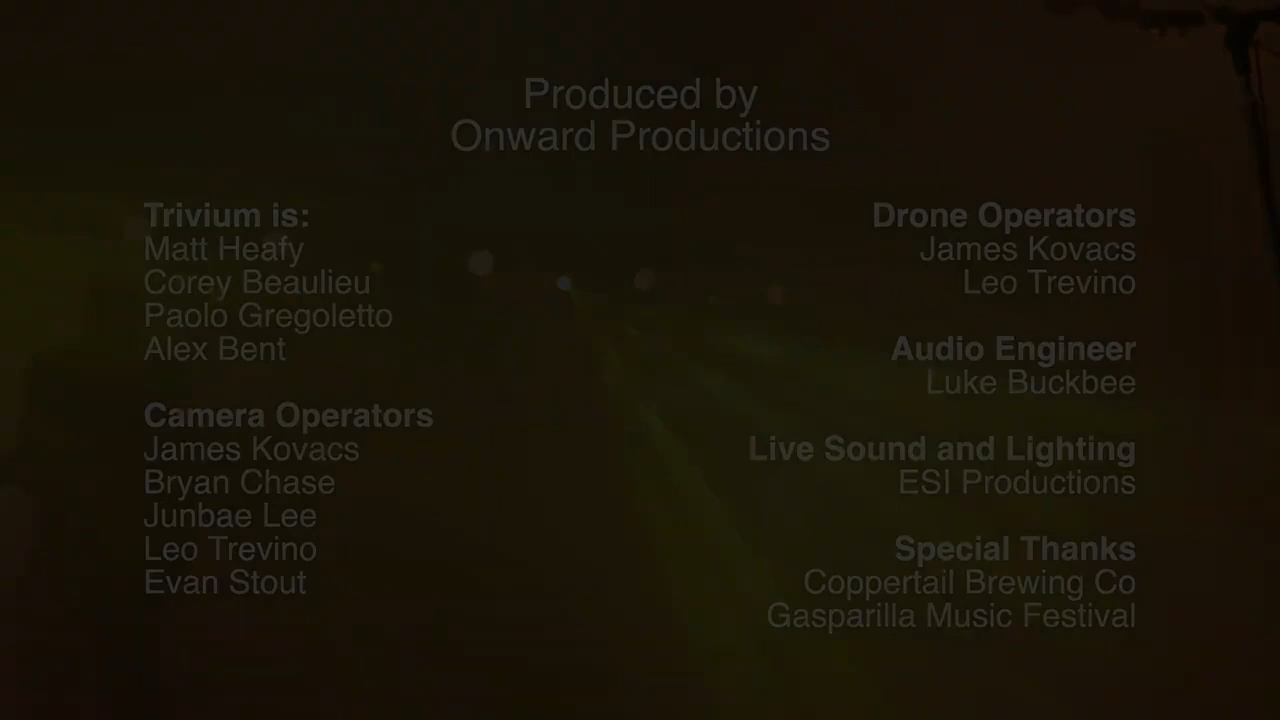 Produced by
Onward Productions
Trivium is:
Matt Heafy
Corey Beaulieu
Paolo Gregoletto
Alex Bent
Camera Operators
James Kovacs
Bryan Chase
Junbae Lee
Leo Trevino
Evan Stout
Drone Operators
James Kovacs
Leo Trevino
Audio Engineer
Luke Buckbee
Live Sound and Lighting
ESI Productions
Special Thanks
Coppertail Brewing Co
Gasparilla Music Festival